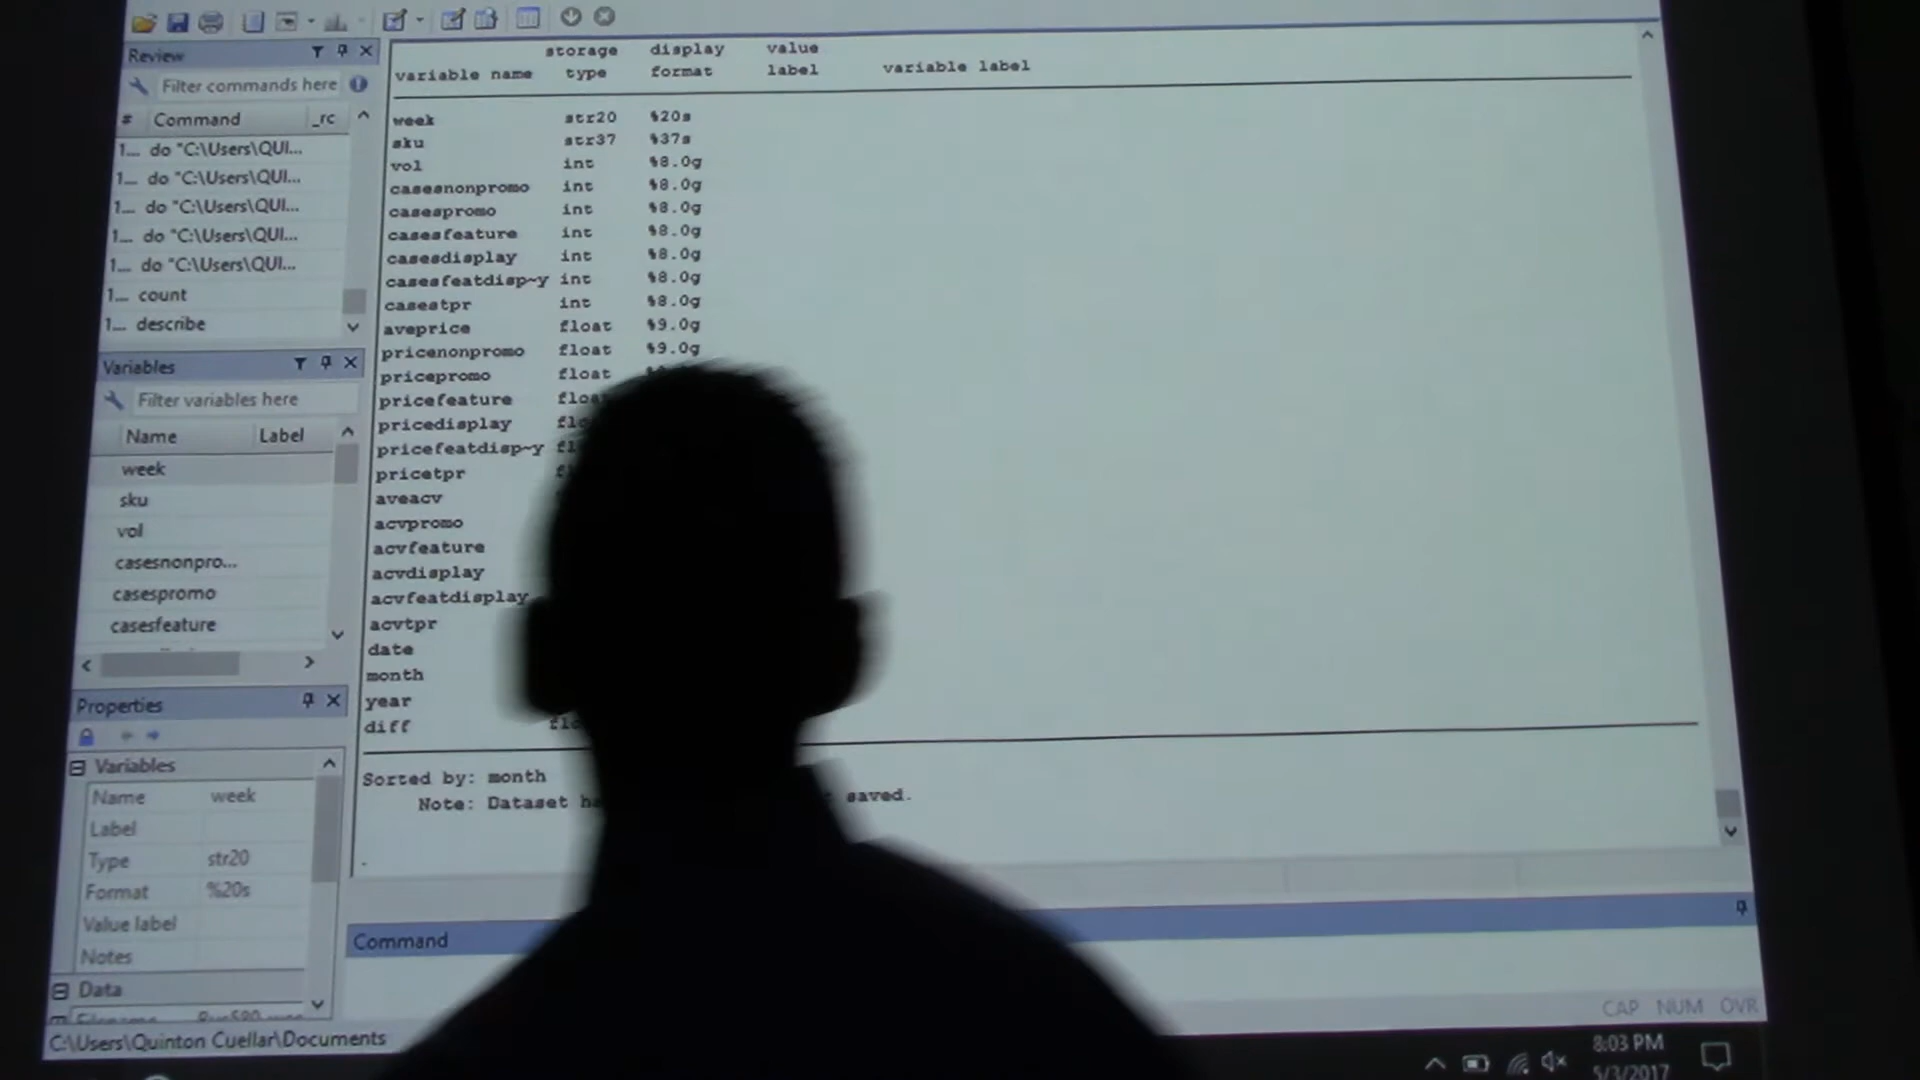 Review
Filter commands here
# Command _rc
1... do "C:\Users\QUI...
1... do "C:\Users\QUI...
1... do "C:\Users\QUI...
1... do "C:\Users\QUI...
1... do "C:\Users\QUI...
1... count
1... describe
Variables
Filter variables here
Name Label
week
sku
vol
casesnonpro...
casespromo
casesfeature
Properties
Variables
Name week
Label
Type str20
Format %20s
Value label
Notes
Data
storage display value
variable name type format label variable label
week str20 %20s
sku str37 %37s
vol int %8.0g
casesnonpromo int %8.0g
casespromo int %8.0g
casesfeature int %8.0g
casesdisplay int %8.0g
casesfeatdisp~y int %8.0g
casestpr int %8.0g
aveprice float %9.0g
pricenonpromo float %9.0g
pricepromo float
pricefeature
pricedisplay
pricefeatdisp~y
pricetpr
aveacv
acvpromo
acvfeature
acvdisplay
acvfeatdisplay
acvtpr
date
month
year
diff
Sorted by: month
Note: Dataset saved.
.
Command
CAP NUM OVR
C:\Users\Quinton Cuellar\Documents
8:03 PM
5/3/2017